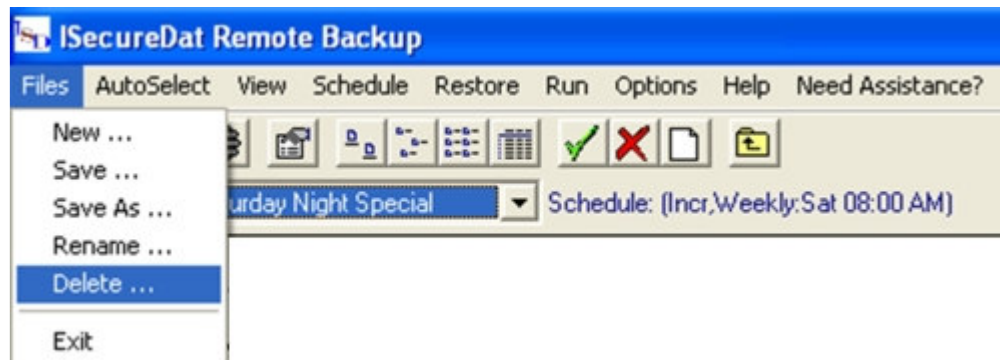 ISecureDat Remote Backup
Files AutoSelect View Schedule Restore Run Options Help Need Assistance?
New ...
Save ...
Save As ...
urday Night Special Schedule: (Incr,Weekly:Sat 08:00 AM)
Rename ...
Delete ...
Exit